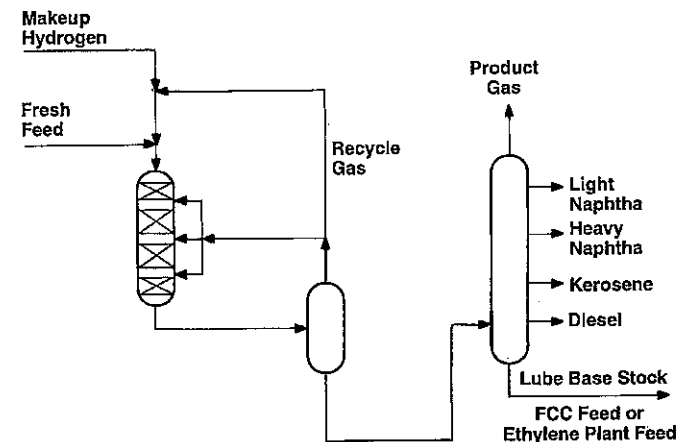 Makeup
Hydrogen
Fresh
Feed
Recycle
Gas
Product
Gas
Light
Naphtha
Heavy
Naphtha
Kerosene
Diesel
Lube Base Stock
FCC Feed or
Ethylene Plant Feed